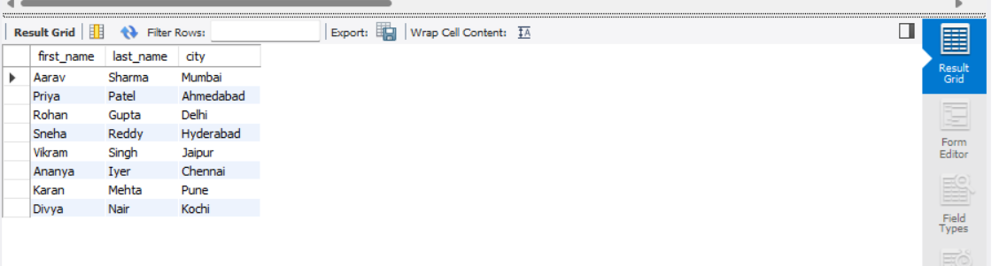 Result Grid Filter Rows: Export: Wrap Cell Content: IA
first_name last_name city
Aarav Sharma Mumbai
Priya Patel Ahmedabad
Rohan Gupta Delhi
Sneha Reddy Hyderabad
Vikram Singh Jaipur
Ananya Iyer Chennai
Karan Mehta Pune
Divya Nair Kochi
Result
Grid
Form
Editor
Field
Types